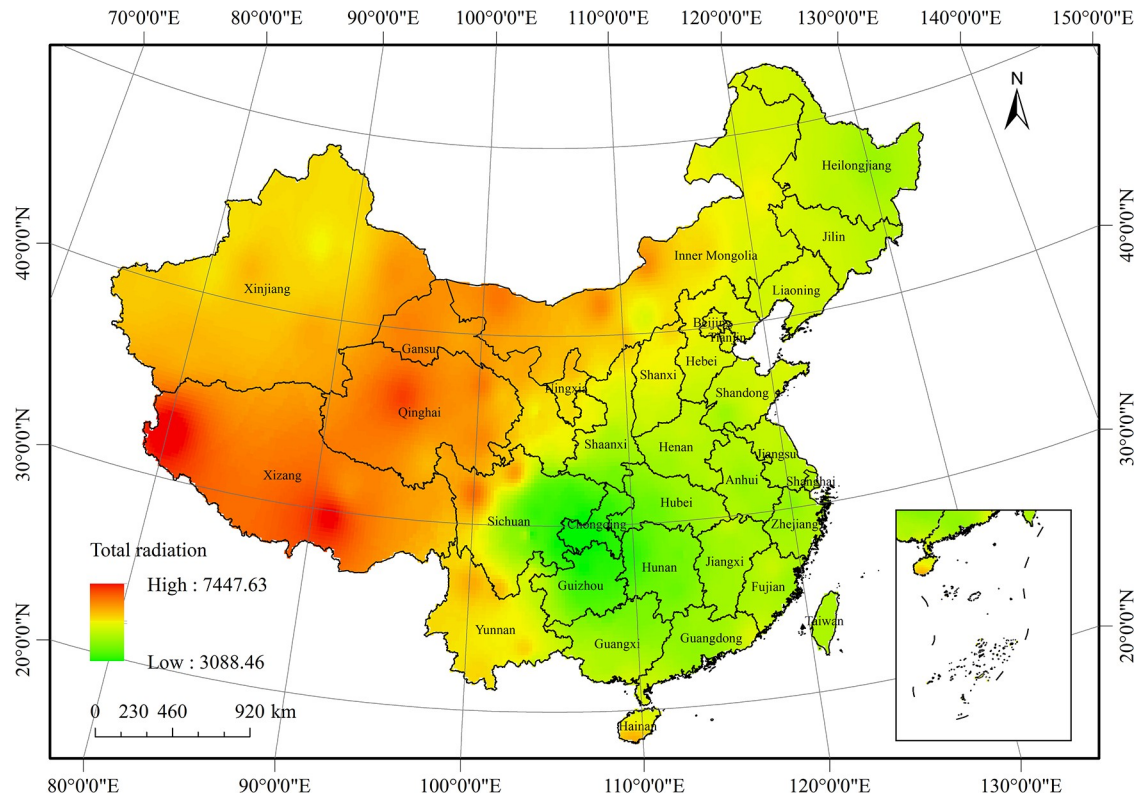 70°0'0"E 80°0'0"E 90°0'0"E 100°0'0"E 110°0'0"E 120°0'0"E 130°0'0"E 140°0'0"E 150°0'0"E
N
Heilongjiang
40°0'0"N
40°0'0"N
Jilin
Inner Mongolia
Xinjiang
Liaoning
Beijing
Tianjin
Gansu
Hebei
Shanxi
Ningxia
Shandong
Qinghai
30°0'0"N
30°0'0"N
Shaanxi
Henan
Jiangsu
Xizang
Anhui
Shanghai
Hubei
Sichuan
Chongqing
Zhejiang
Total radiation
Jiangxi
Hunan
High : 7447.63
Guizhou
Fujian
20°0'0"N
20°0'0"N
Taiwan
Yunnan
Guangxi
Guangdong
Low : 3088.46
0 230 460 920 km
Hainan
80°0'0"E 90°0'0"E 100°0'0"E 110°0'0"E 120°0'0"E 130°0'0"E